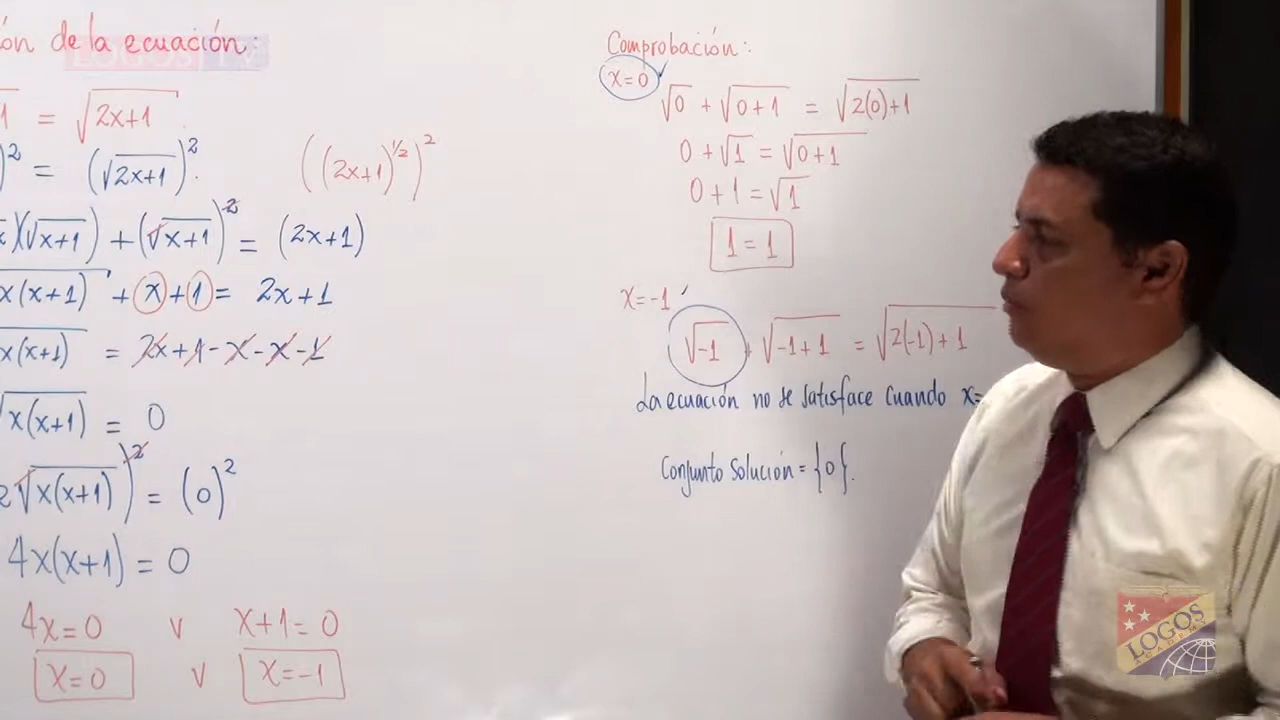 ón de la ecuación:
LOGOS TV
1 = √(2x+1)
)² = (√(2x+1))².
((2x+1)^(1/2))²
x)(√(x+1)) + (√(x+1))² = (2x+1)
x(x+1) + x + 1 = 2x+1
x(x+1) = 2x+1-x-x-1
√(x(x+1)) = 0
2√(x(x+1)))² = (0)²
4x(x+1) = 0
4x=0 v x+1=0
x=0 v x=-1
Comprobación:
x=0
√0 + √(0+1) = √(2(0)+1)
0 + √1 = √(0+1)
0 + 1 = √1
1 = 1
x=-1
√-1 + √(-1+1) = √(2(-1)+1)
La ecuación no se satisface cuando x=
Conjunto Solución = {0}.
LOGOS
ACADEMY